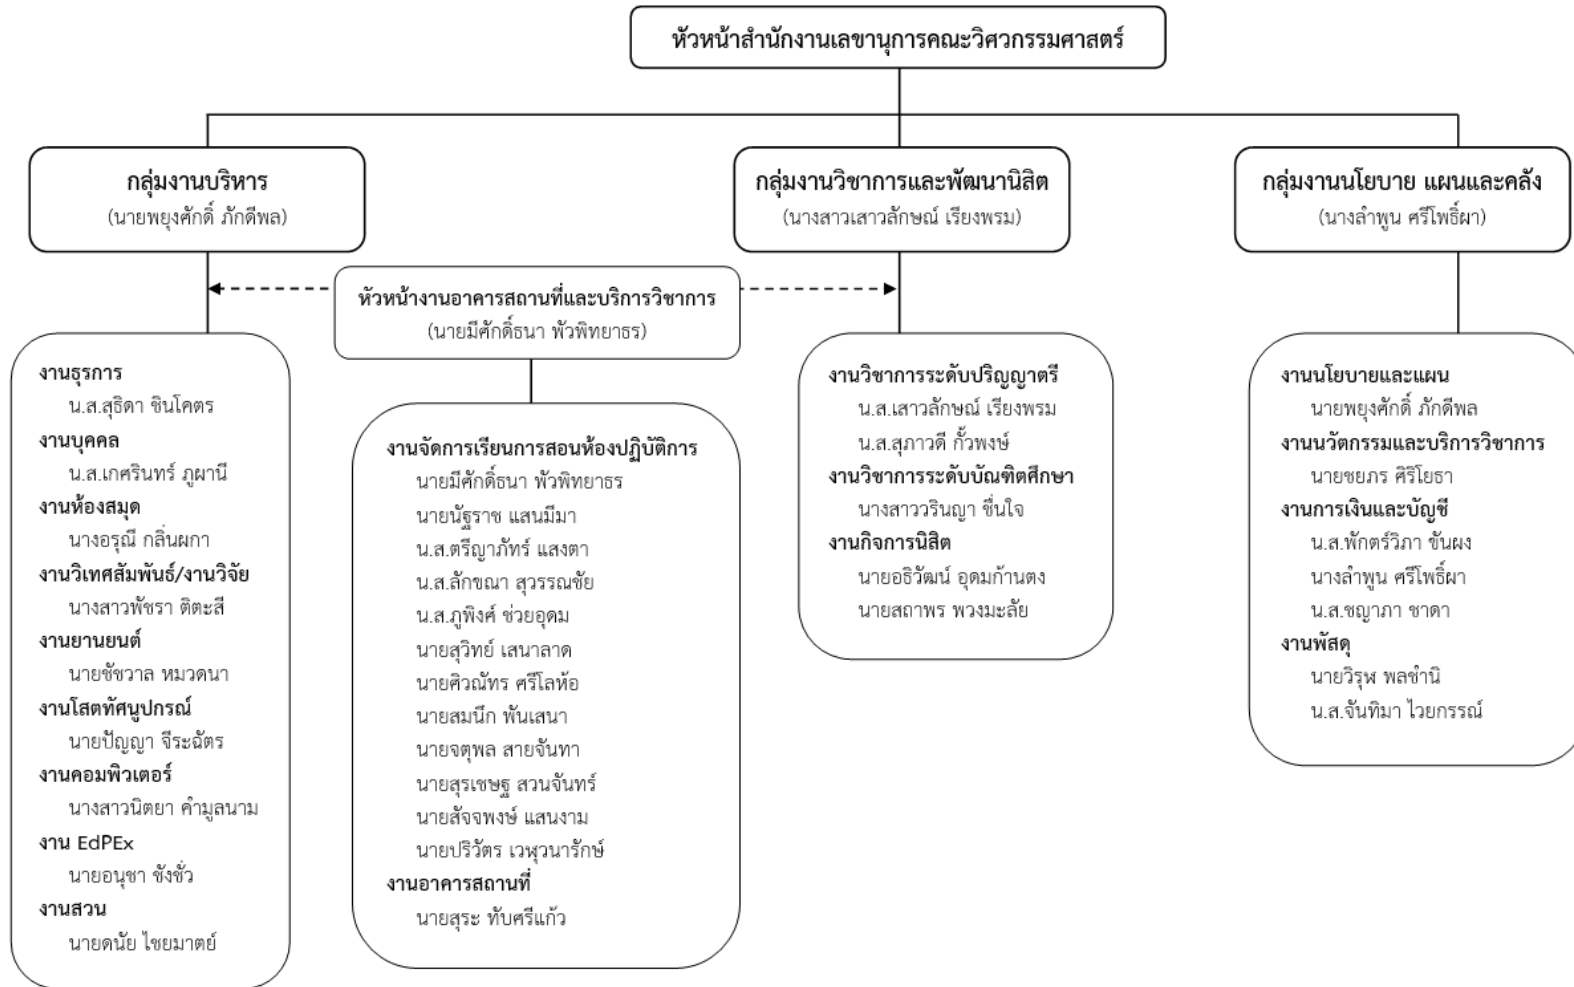 หัวหน้าสำนักงานเลขานุการคณะวิศวกรรมศาสตร์
กลุ่มงานบริหาร
(นายพยุงศักดิ์ ภักดีพล)
กลุ่มงานวิชาการและพัฒนานิสิต
(นางสาวเสาวลักษณ์ เรียงพรม)
กลุ่มงานนโยบาย แผนและคลัง
(นางลำพูน ศรีโพธิ์ผา)
หัวหน้างานอาคารสถานที่และบริการวิชาการ
(นายมีศักดิ์ธนา พัวพิทยาธร)
งานธุรการ
น.ส.สุธิดา ชินโคตร
งานบุคคล
น.ส.เกศรินทร์ ภูผานี
งานห้องสมุด
นางอรุณี กลิ่นผกา
งานวิเทศสัมพันธ์/งานวิจัย
นางสาวพัชรา ติตะสี
งานยานยนต์
นายชัชวาล หมวดนา
งานโสตทัศนูปกรณ์
นายปัญญา จีระฉัตร
งานคอมพิวเตอร์
นางสาวนิตยา คำมูลนาม
งาน EdPEx
นายอนุชา ชังชั่ว
งานสวน
นายดนัย ไชยมาตย์
งานจัดการเรียนการสอนห้องปฏิบัติการ
นายมีศักดิ์ธนา พัวพิทยาธร
นายนัฐราช แสนมีมา
น.ส.ตรีญาภัทร์ แสงตา
น.ส.ลักขณา สุวรรณชัย
น.ส.ภูพิงศ์ ช่วยอุดม
นายสุวิทย์ เสนาลาด
นายศิวณัทร ศรีโลห้อ
นายสมนึก พันเสนา
นายจตุพล สายจันทา
นายสุรเชษฐ สวนจันทร์
นายสัจจพงษ์ แสนงาม
นายปริวัตร เวฬุวนารักษ์
งานอาคารสถานที่
นายสุระ ทับศรีแก้ว
งานวิชาการระดับปริญญาตรี
น.ส.เสาวลักษณ์ เรียงพรม
น.ส.สุภาวดี กั้วพงษ์
งานวิชาการระดับบัณฑิตศึกษา
นางสาววรินญา ชื่นใจ
งานกิจการนิสิต
นายอธิวัฒน์ อุดมก้านตง
นายสถาพร พวงมะลัย
งานนโยบายและแผน
นายพยุงศักดิ์ ภักดีพล
งานนวัตกรรมและบริการวิชาการ
นายชยภร ศิริโยธา
งานการเงินและบัญชี
น.ส.พักตร์วิภา ขันผง
นางลำพูน ศรีโพธิ์ผา
น.ส.ชญาภา ชาดา
งานพัสดุ
นายวิรุฬ พลชำนิ
น.ส.จันทิมา ไวยกรรณ์